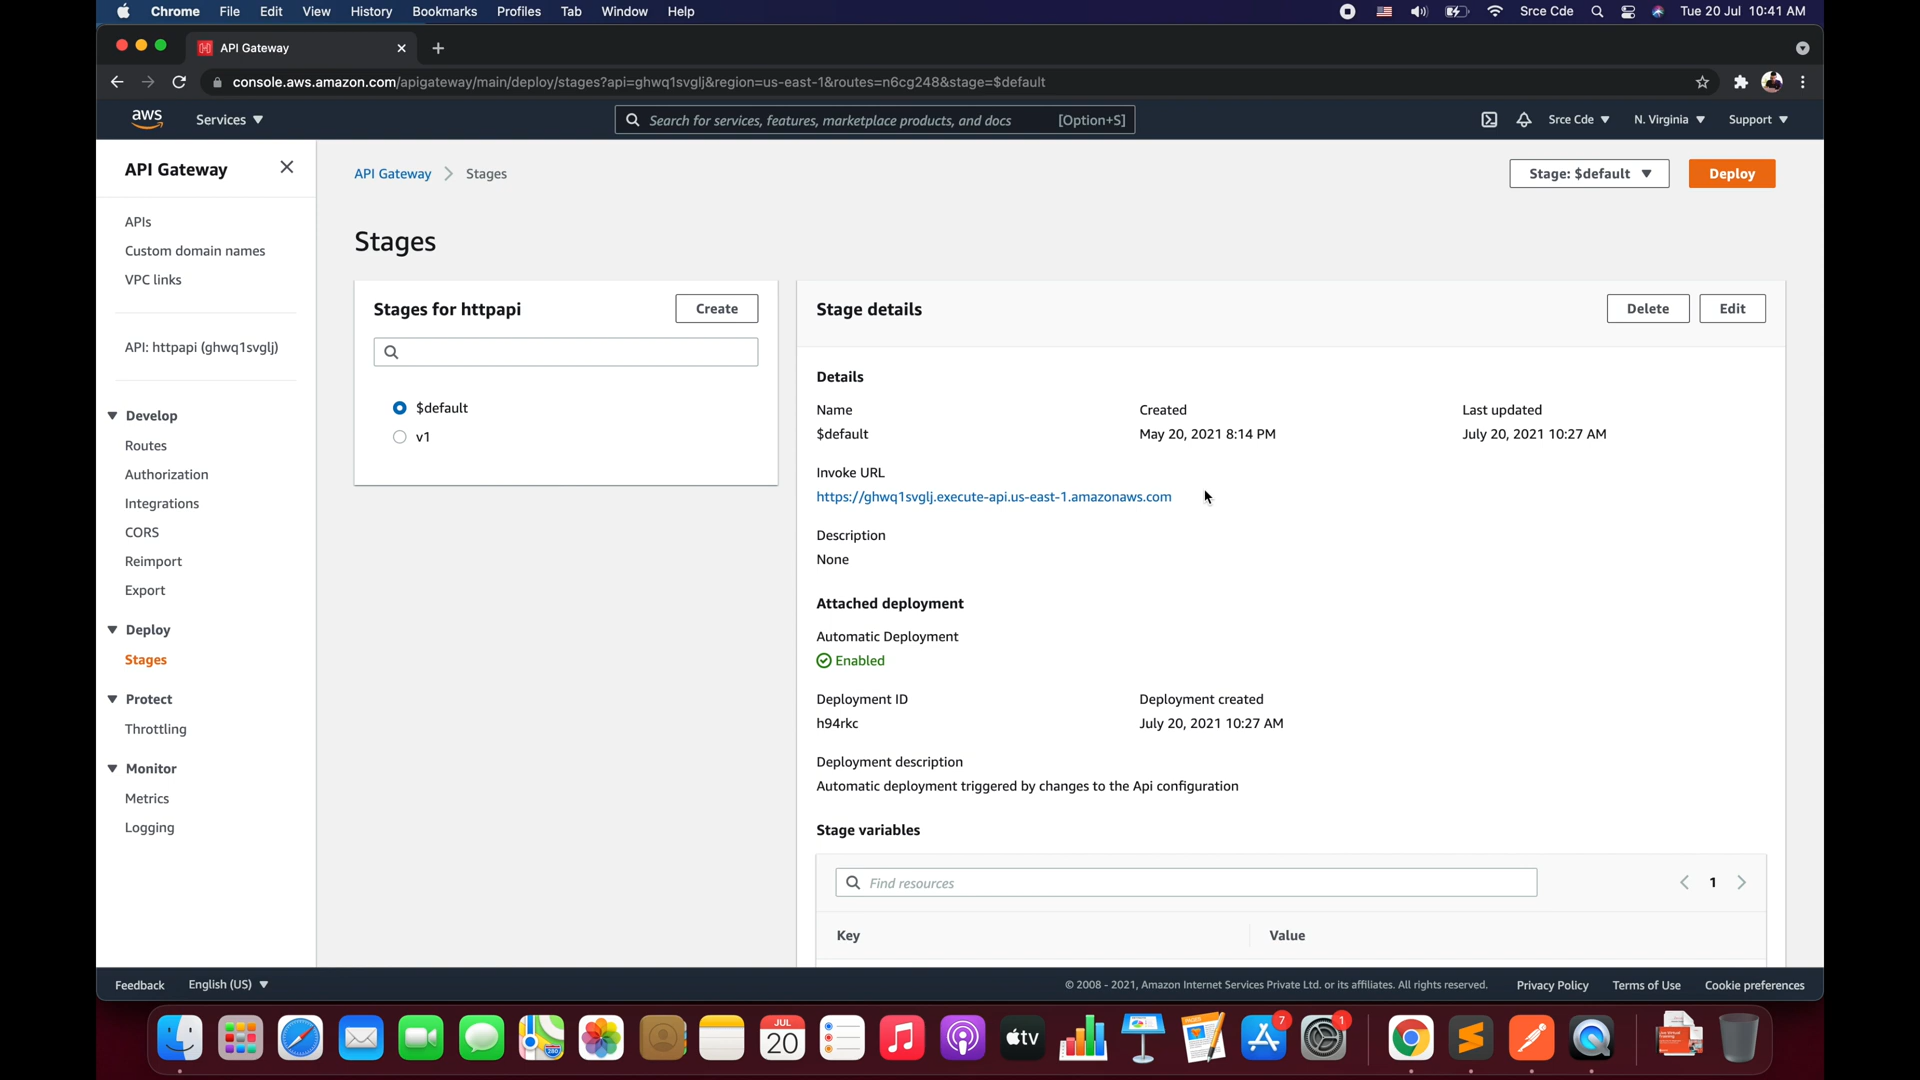 Chrome File Edit View History Bookmarks Profiles Tab Window Help Srce Cde Tue 20 Jul 10:41 AM
API Gateway
console.aws.amazon.com/apigateway/main/deploy/stages?api=ghwq1svglj&region=us-east-1&routes=n6cg248&stage=$default
aws Services Search for services, features, marketplace products, and docs [Option+S] Srce Cde N. Virginia Support
API Gateway
APIs
Custom domain names
VPC links
API: httpapi (ghwq1svglj)
Develop
Routes
Authorization
Integrations
CORS
Reimport
Export
Deploy
Stages
Protect
Throttling
Monitor
Metrics
Logging
API Gateway Stages
Stage: $default Deploy
Stages
Stages for httpapi Create
$default
v1
Stage details Delete Edit
Details
Name Created Last updated
$default May 20, 2021 8:14 PM July 20, 2021 10:27 AM
Invoke URL
https://ghwq1svglj.execute-api.us-east-1.amazonaws.com
Description
None
Attached deployment
Automatic Deployment
Enabled
Deployment ID Deployment created
h94rkc July 20, 2021 10:27 AM
Deployment description
Automatic deployment triggered by changes to the Api configuration
Stage variables
Find resources 1
Key Value
Feedback English (US) © 2008 - 2021, Amazon Internet Services Private Ltd. or its affiliates. All rights reserved. Privacy Policy Terms of Use Cookie preferences
JUL
20
tv
7
1